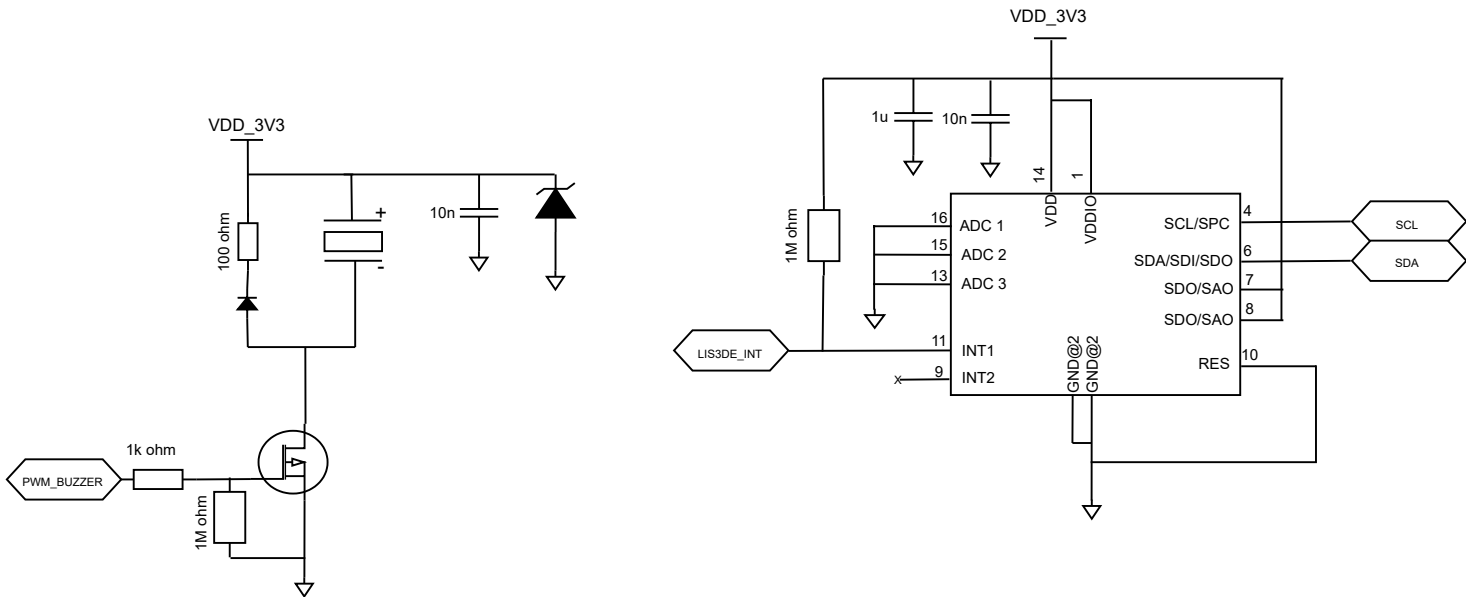 VDD_3V3
100 ohm
+
-
10n
1k ohm
PWM_BUZZER
1M ohm
VDD_3V3
1u
10n
1M ohm
14
1
VDD
VDDIO
16
ADC 1
15
ADC 2
13
ADC 3
LIS3DE_INT
11
INT1
x
9
INT2
GND@2
GND@2
SCL/SPC
4
SCL
SDA/SDI/SDO
6
SDA
SDO/SAO
7
SDO/SAO
8
RES
10